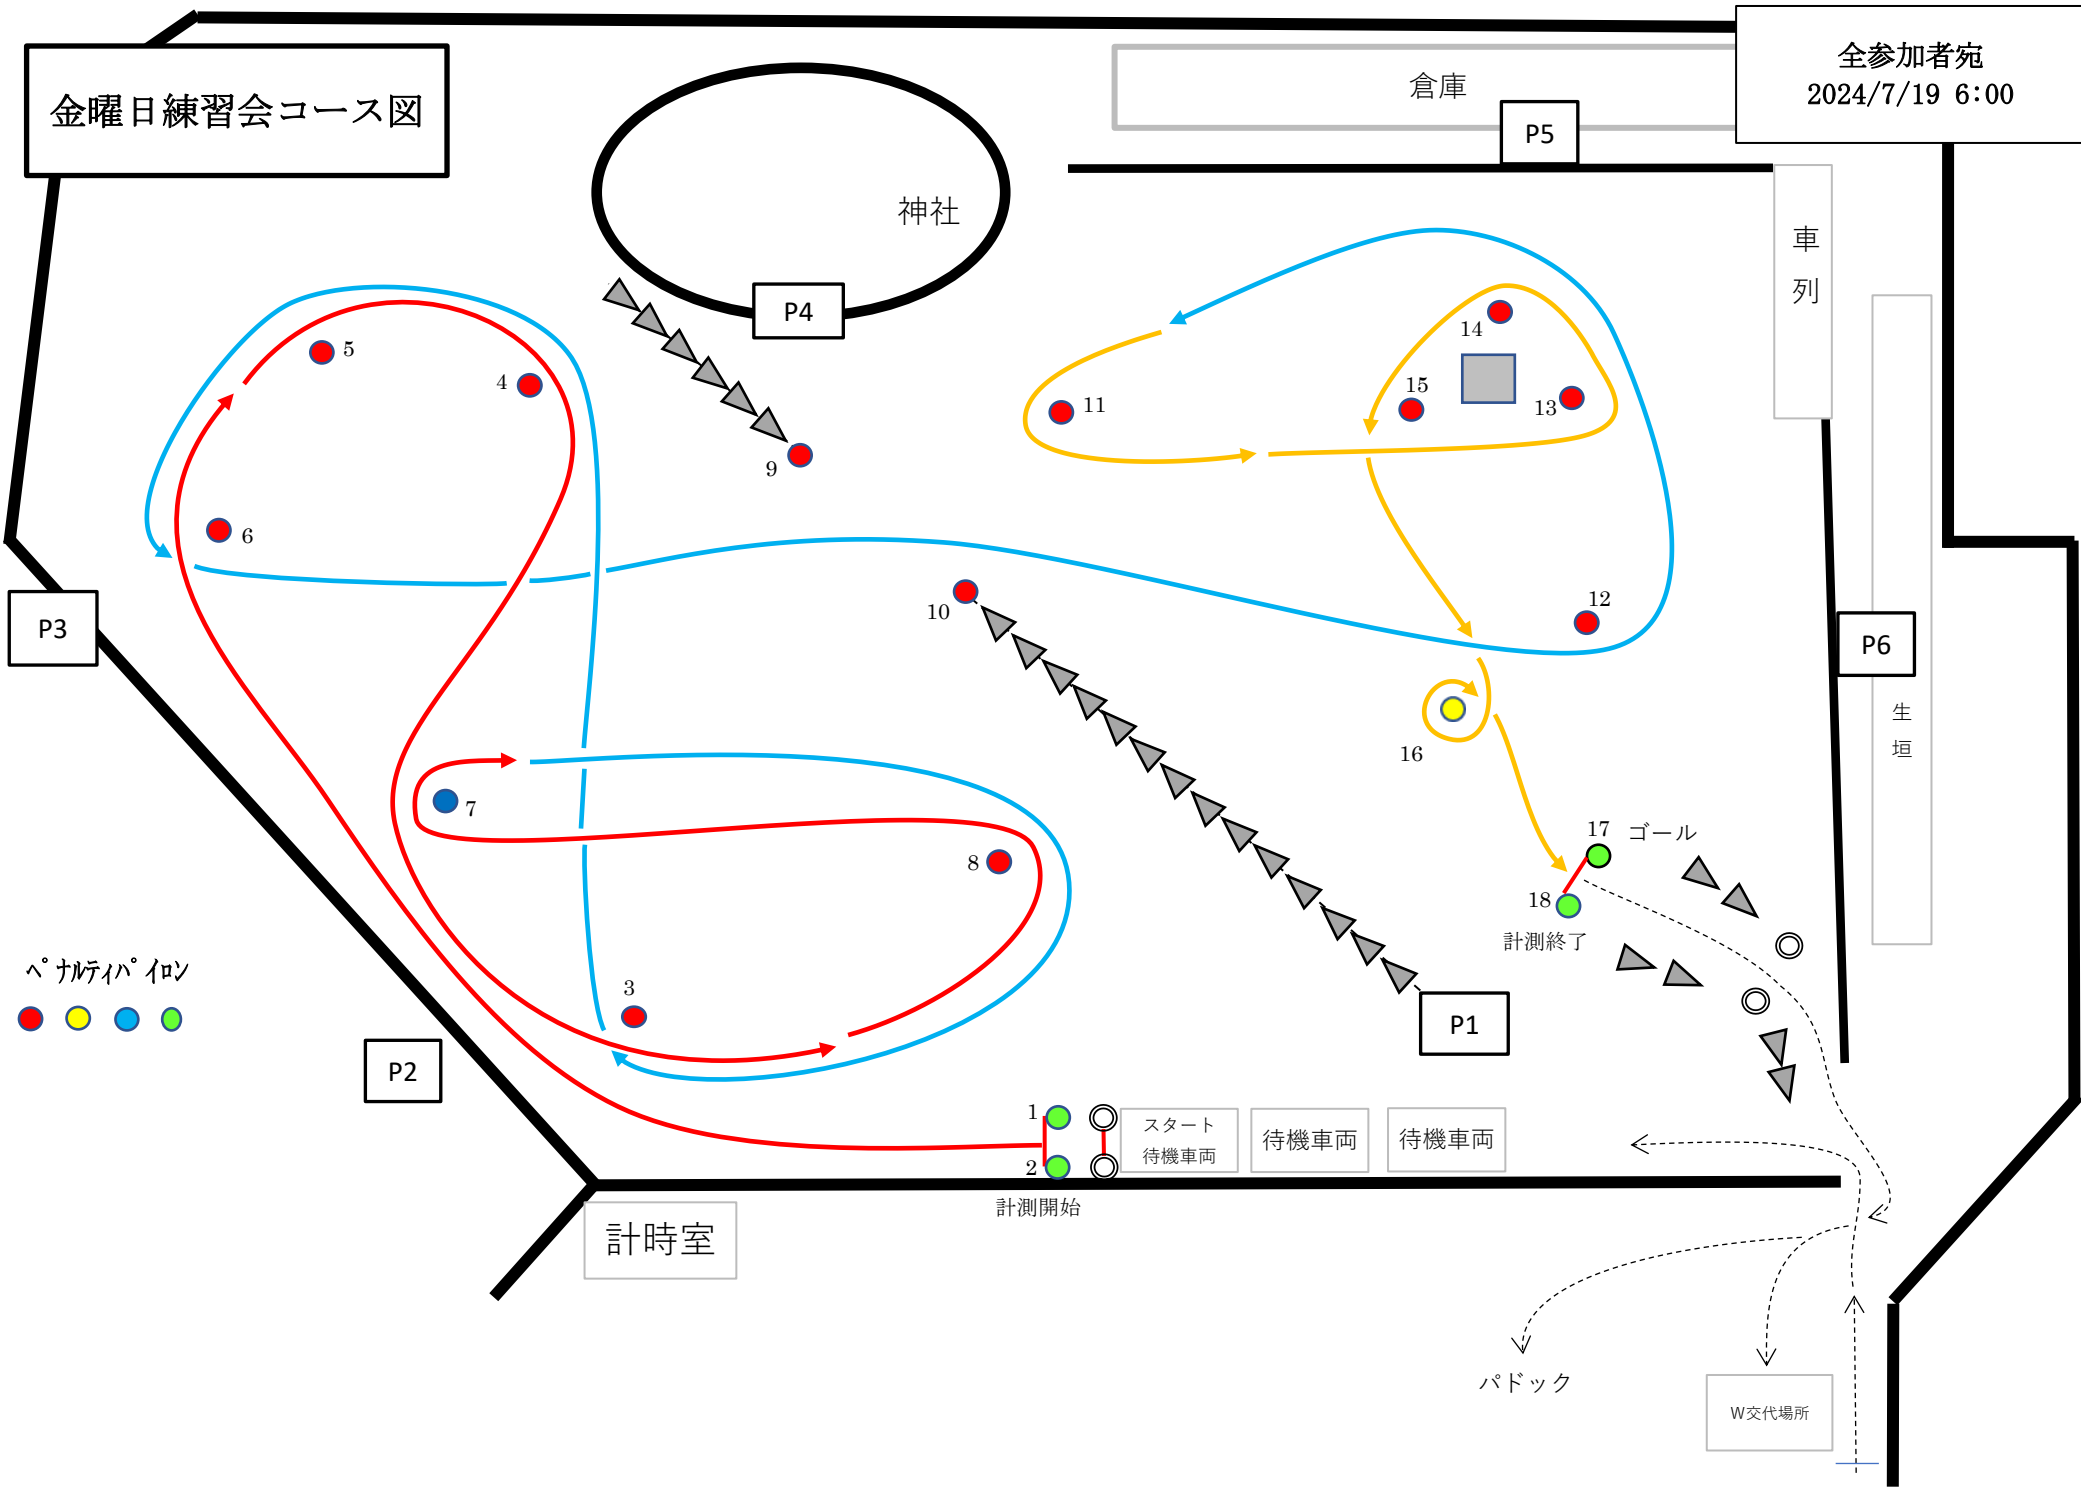 金曜日練習会コース図
全参加者宛
2024/7/19 6:00
倉庫
P5
神社
車
列
P4
14
5
4
15
11
13
9
6
10
12
P3
P6
生
垣
16
7
17
ゴール
8
18
計測終了
ペナルティパイロン
3
P1
P2
1
スタート
待機車両
待機車両
待機車両
2
計測開始
計時室
パドック
W交代場所